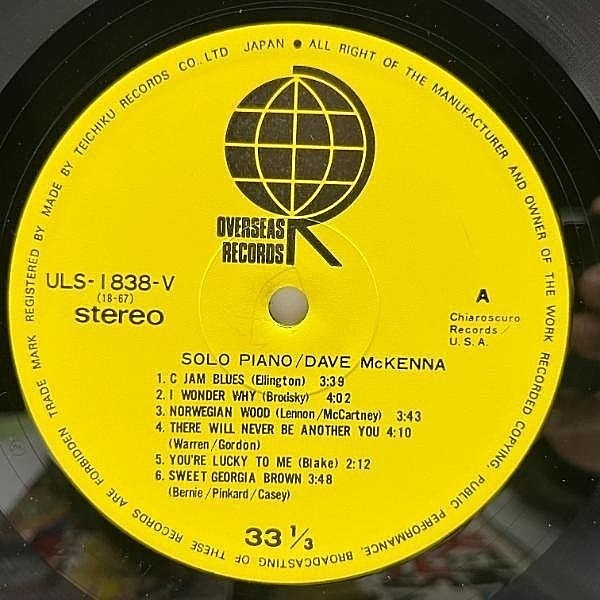 TRADE MARK REGISTERED BY MADE BY TEICHIKU RECORDS CO., LTD JAPAN • ALL RIGHT OF THE MANUFACTURER AND OWNER OF THE WORK RECORDED COPYING, PUBLIC PERFORMANCE, BROADCASTING OF THESE RECORDS ARE FORBIDDEN
OVERSEAS
RECORDS
ULS-1838-V
(18-67)
stereo
A
Chiaroscuro
Records
U.S.A.
SOLO PIANO/DAVE McKENNA
1. C JAM BLUES (Ellington) 3:39
2. I WONDER WHY (Brodsky) 4:02
3. NORWEGIAN WOOD (Lennon/McCartney) 3:43
4. THERE WILL NEVER BE ANOTHER YOU 4:10
(Warren/Gordon)
5. YOU'RE LUCKY TO ME (Blake) 2:12
6. SWEET GEORGIA BROWN 3:48
(Bernie/Pinkard/Casey)
33 1/3